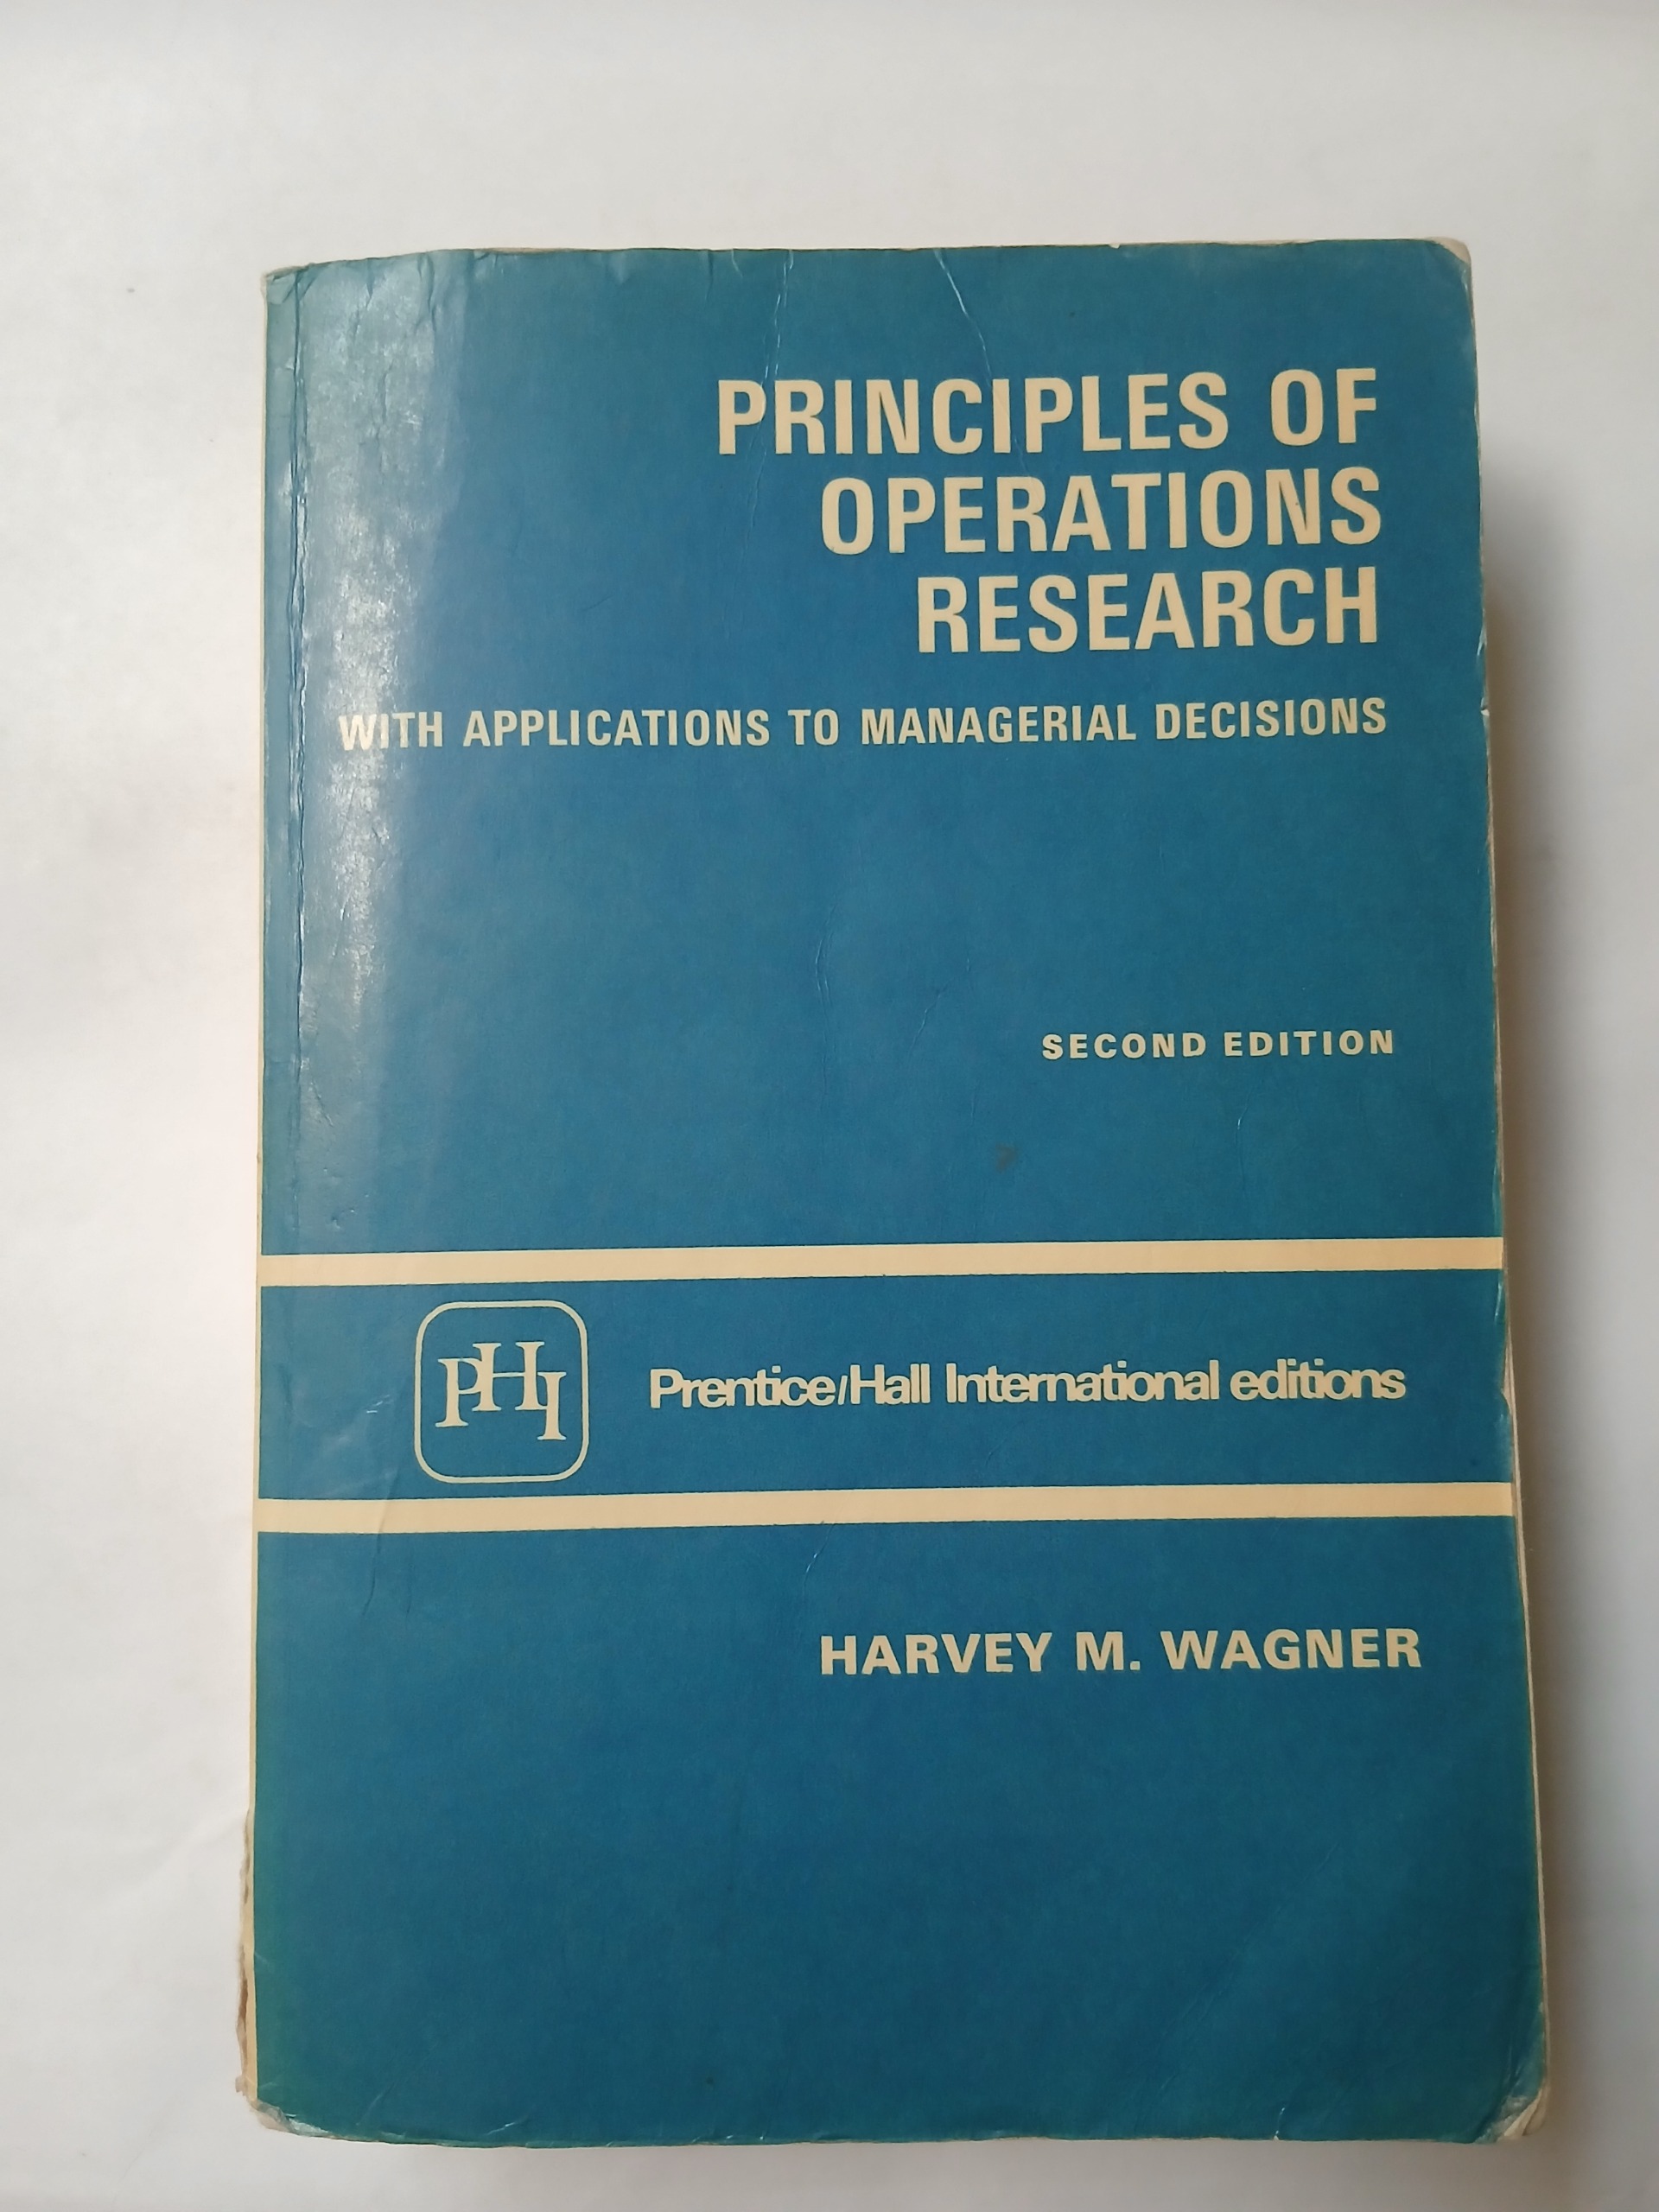 PRINCIPLES OF
OPERATIONS
RESEARCH
WITH APPLICATIONS TO MANAGERIAL DECISIONS
SECOND EDITION
PHI
Prentice/Hall International editions
HARVEY M. WAGNER